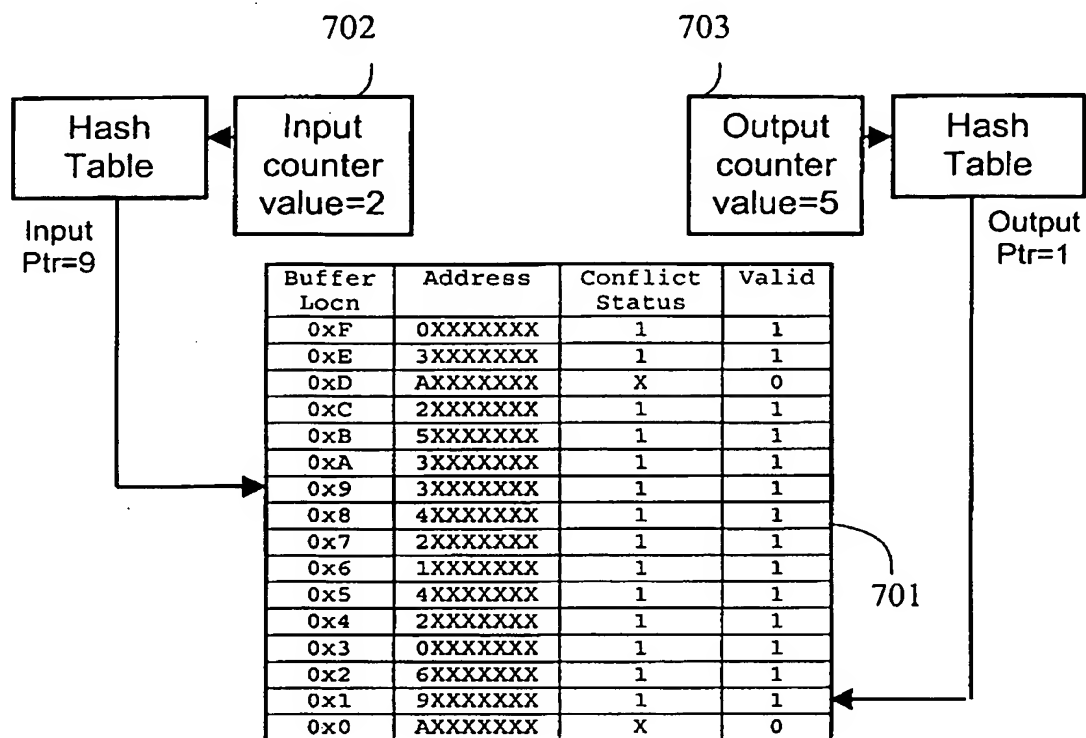 702
703
Hash
Table
Input
counter
value=2
Output
counter
value=5
Hash
Table
Input
Ptr=9
Output
Ptr=1
Buffer Locn Address Conflict Status Valid
0xF 0XXXXXXX 1 1
0xE 3XXXXXXX 1 1
0xD AXXXXXXX X 0
0xC 2XXXXXXX 1 1
0xB 5XXXXXXX 1 1
0xA 3XXXXXXX 1 1
0x9 3XXXXXXX 1 1
0x8 4XXXXXXX 1 1
0x7 2XXXXXXX 1 1
0x6 1XXXXXXX 1 1
0x5 4XXXXXXX 1 1
0x4 2XXXXXXX 1 1
0x3 0XXXXXXX 1 1
0x2 6XXXXXXX 1 1
0x1 9XXXXXXX 1 1
0x0 AXXXXXXX X 0
701